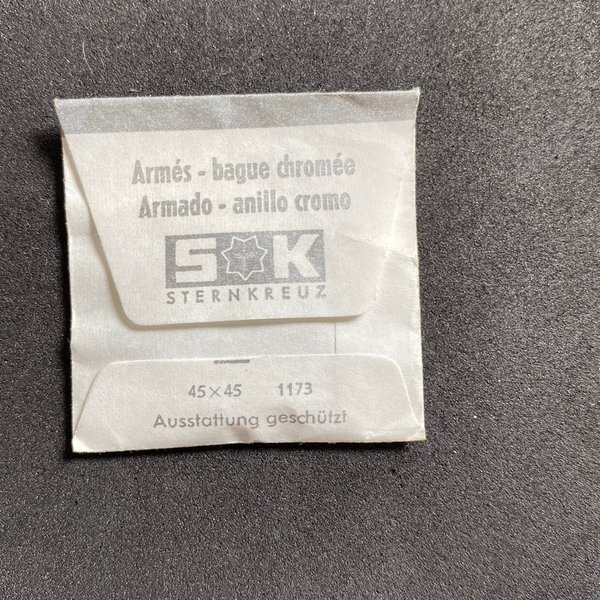 Armés - bague chromée
Armado - anillo cromo
S K
STERNKREUZ
45×45 1173
Ausstattung geschützt